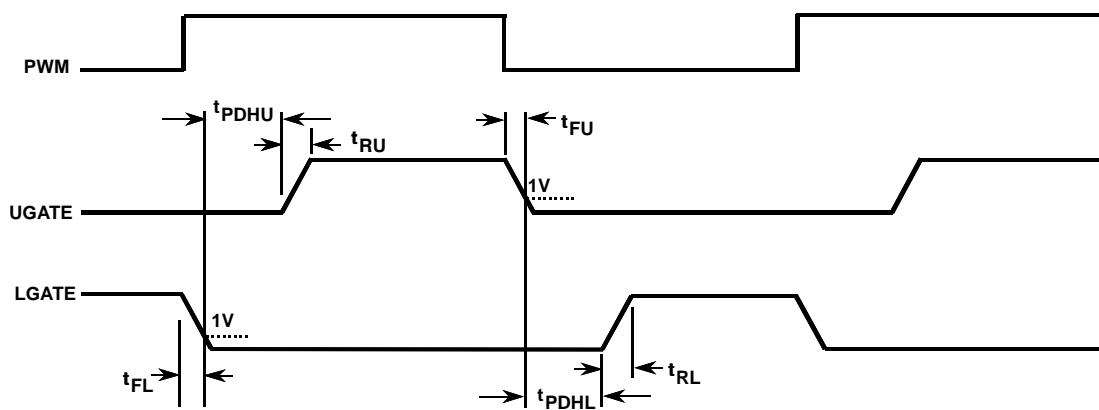 PWM
tPDHU
tRU
tFU
1V
UGATE
LGATE
1V
tFL
tRL
tPDHL